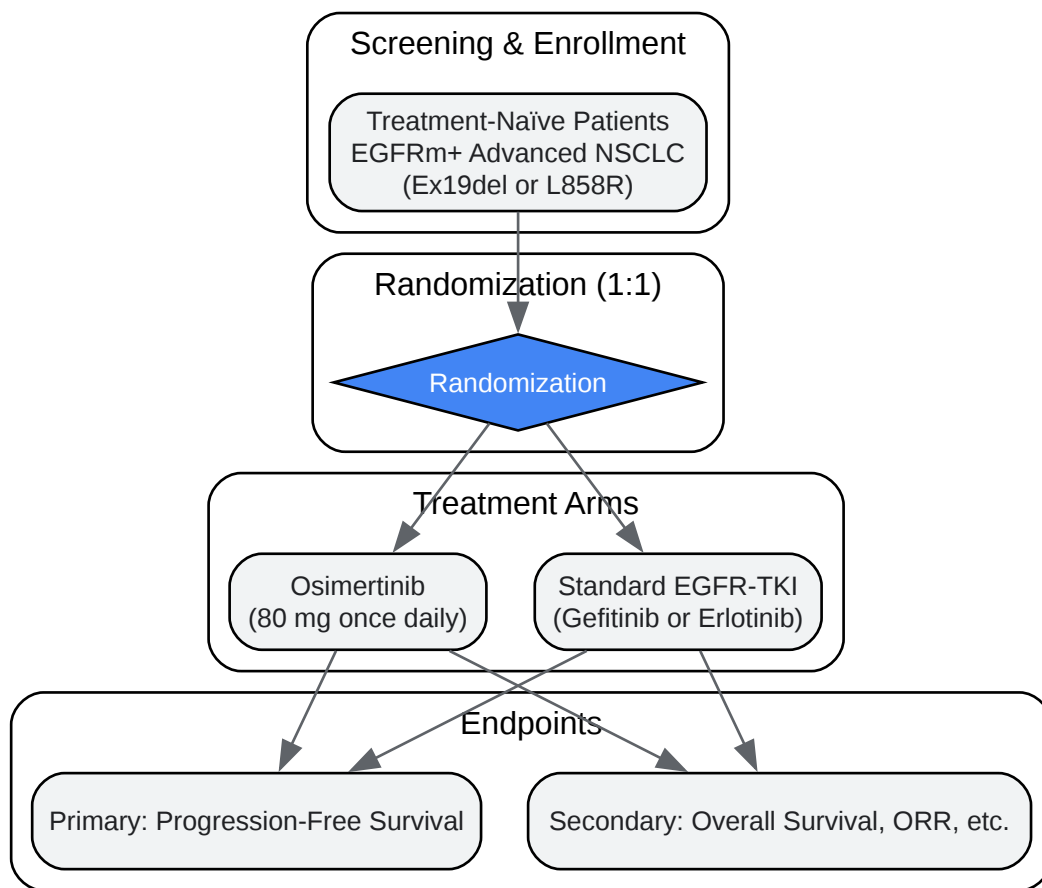 Screening & Enrollment
Treatment-Naïve Patients
EGFRm+ Advanced NSCLC
(Ex19del or L858R)
Randomization (1:1)
Randomization
Treatment Arms
Osimertinib
(80 mg once daily)
Standard EGFR-TKI
(Gefitinib or Erlotinib)
Endpoints
Primary: Progression-Free Survival
Secondary: Overall Survival, ORR, etc.